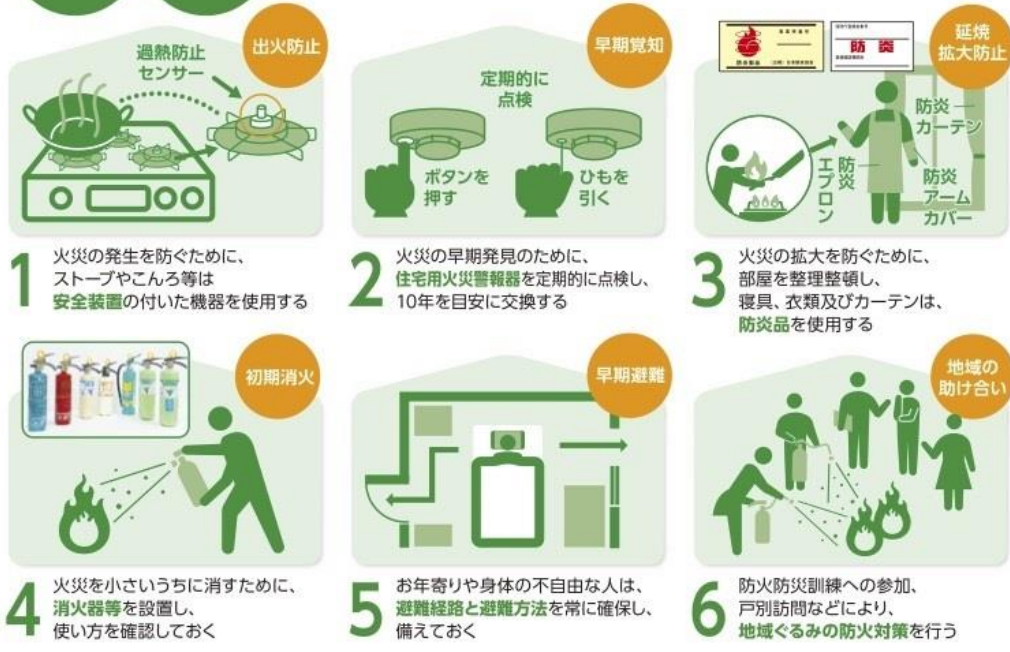 過熱防止
センサー
出火防止
1
火災の発生を防ぐために、
ストーブやこんろ等は
安全装置の付いた機器を使用する
定期的に
点検
ボタンを
押す
ひもを
引く
早期覚知
2
火災の早期発見のために、
住宅用火災警報器を定期的に点検し、
10年を目安に交換する
防炎
延焼
拡大防止
防炎
カーテン
防炎
エプロン
防炎
アーム
カバー
3
火災の拡大を防ぐために、
部屋を整理整頓し、
寝具、衣類及びカーテンは、
防炎品を使用する
初期消火
4
火災を小さいうちに消すために、
消火器等を設置し、
使い方を確認しておく
早期避難
5
お年寄りや身体の不自由な人は、
避難経路と避難方法を常に確保し、
備えておく
地域の
助け合い
6
防火防災訓練への参加、
戸別訪問などにより、
地域ぐるみの防火対策を行う